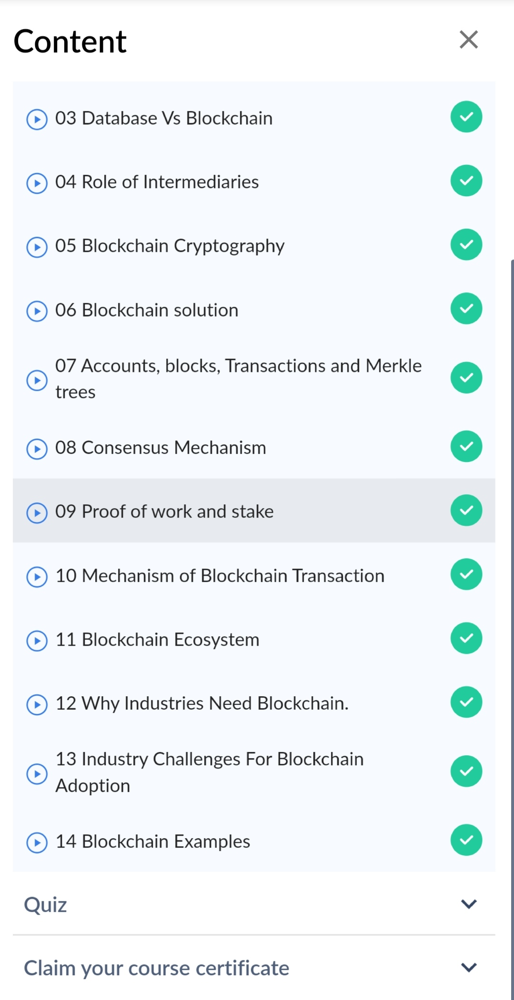 Content
03 Database Vs Blockchain
04 Role of Intermediaries
05 Blockchain Cryptography
06 Blockchain solution
07 Accounts, blocks, Transactions and Merkle
trees
08 Consensus Mechanism
09 Proof of work and stake
10 Mechanism of Blockchain Transaction
11 Blockchain Ecosystem
12 Why Industries Need Blockchain.
13 Industry Challenges For Blockchain
Adoption
14 Blockchain Examples
Quiz
Claim your course certificate